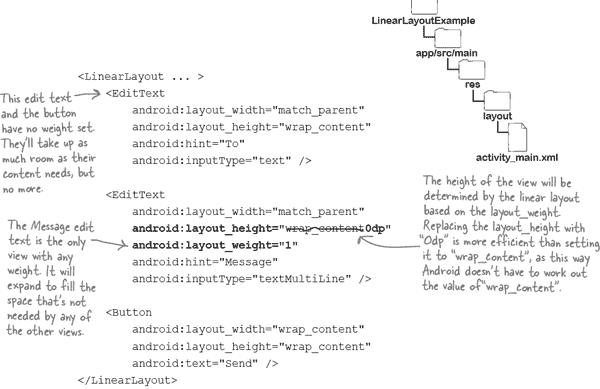 LinearLayoutExample
app/src/main
res
layout
activity_main.xml
<LinearLayout ... >
<EditText
android:layout_width="match_parent"
android:layout_height="wrap_content"
android:hint="To"
android:inputType="text" />
This edit text
and the button
have no weight set.
They'll take up as
much room as their
content needs, but
no more.
<EditText
android:layout_width="match_parent"
android:layout_height="wrap_content0dp"
android:layout_weight="1"
android:hint="Message"
android:inputType="textMultiLine" />
The Message edit
text is the only
view with any
weight. It will
expand to fill the
space that's not
needed by any of
the other views.
The height of the view will be
determined by the linear layout
based on the layout_weight.
Replacing the layout_height with
"0dp" is more efficient than setting
it to "wrap_content", as this way
Android doesn't have to work out
the value of "wrap_content".
<Button
android:layout_width="wrap_content"
android:layout_height="wrap_content"
android:text="Send" />
</LinearLayout>